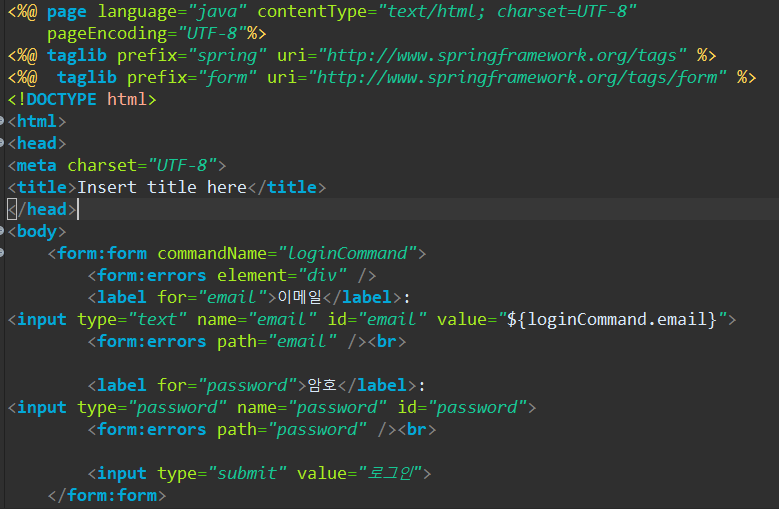 <%@ page language="java" contentType="text/html; charset=UTF-8"
    pageEncoding="UTF-8"%>
<%@ taglib prefix="spring" uri="http://www.springframework.org/tags" %>
<%@  taglib prefix="form" uri="http://www.springframework.org/tags/form" %>
<!DOCTYPE html>
<html>
<head>
<meta charset="UTF-8">
<title>Insert title here</title>
</head>
<body>
    <form:form commandName="loginCommand">
        <form:errors element="div" />
        <label for="email">이메일</label>:
<input type="text" name="email" id="email" value="${loginCommand.email}">
        <form:errors path="email" /><br>
        <label for="password">암호</label>:
<input type="password" name="password" id="password">
        <form:errors path="password" /><br>
        <input type="submit" value="로그인">
    </form:form>